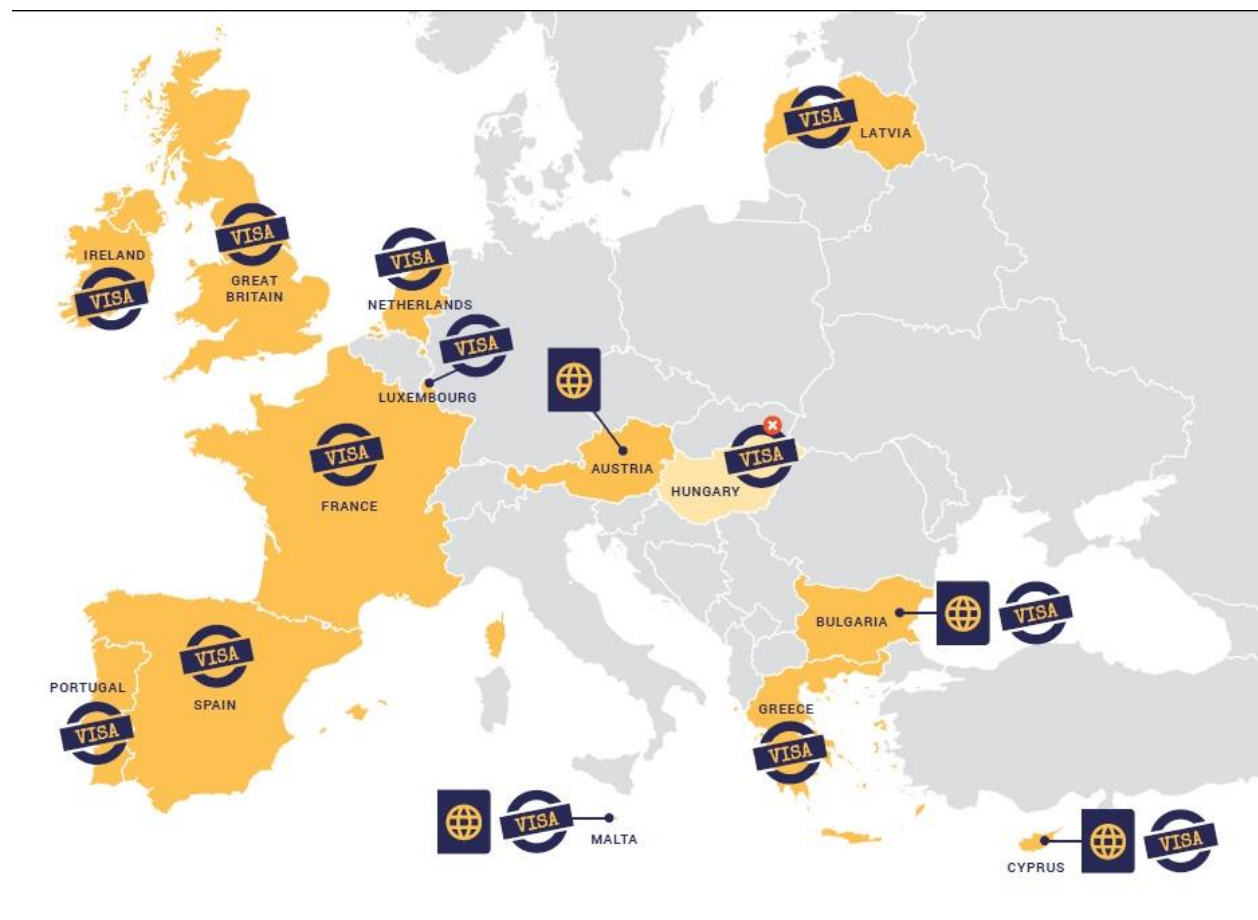 VISA
LATVIA
IRELAND
VISA
VISA
GREAT
BRITAIN
VISA
NETHERLANDS
VISA
LUXEMBOURG
VISA
FRANCE
AUSTRIA
VISA
HUNGARY
BULGARIA
VISA
PORTUGAL
VISA
VISA
SPAIN
GREECE
VISA
VISA
MALTA
CYPRUS
VISA